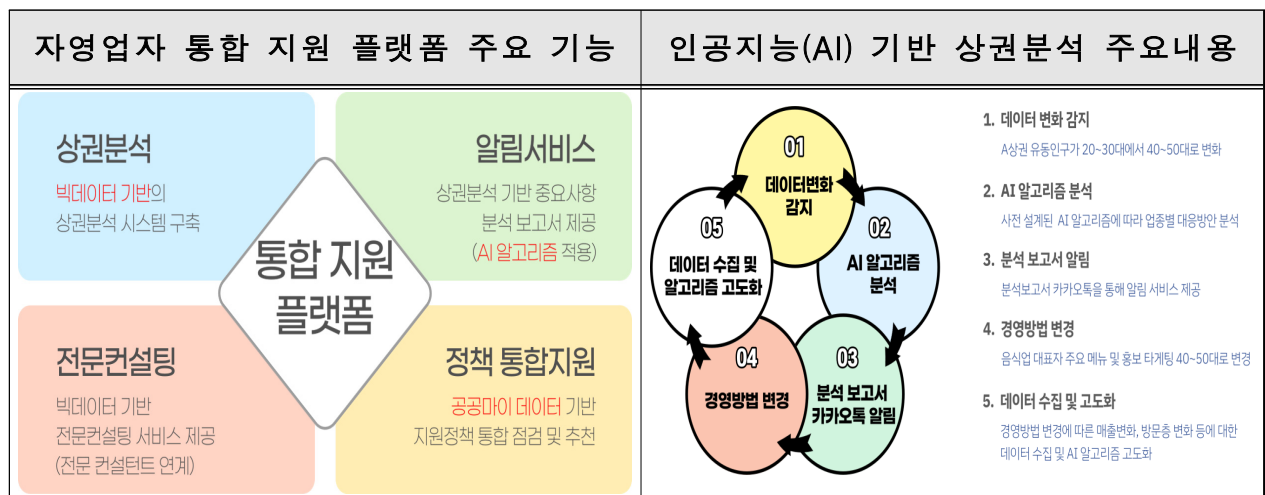 자영업자 통합 지원 플랫폼 주요 기능
상권분석
빅데이터 기반의
상권분석 시스템 구축
알림서비스
상권분석 기반 중요사항
분석 보고서 제공
(AI 알고리즘 적용)
통합 지원
플랫폼
전문컨설팅
빅데이터 기반
전문컨설팅 서비스 제공
(전문 컨설턴트 연계)
정책 통합지원
공공마이 데이터 기반
지원정책 통합 점검 및 추천
인공지능(AI) 기반 상권분석 주요내용
01
데이터변화
감지
02
AI 알고리즘
분석
03
분석 보고서
카카오톡 알림
04
경영방법 변경
05
데이터 수집 및
알고리즘 고도화
1. 데이터 변화 감지
A상권 유동인구가 20~30대에서 40~50대로 변화
2. AI 알고리즘 분석
사전 설계된 AI 알고리즘에 따라 업종별 대응방안 분석
3. 분석 보고서 알림
분석보고서 카카오톡을 통해 알림 서비스 제공
4. 경영방법 변경
음식업 대표자 주요 메뉴 및 홍보 타게팅 40~50대로 변경
5. 데이터 수집 및 고도화
경영방법 변경에 따른 매출변화, 방문층 변화 등에 대한
데이터 수집 및 AI 알고리즘 고도화